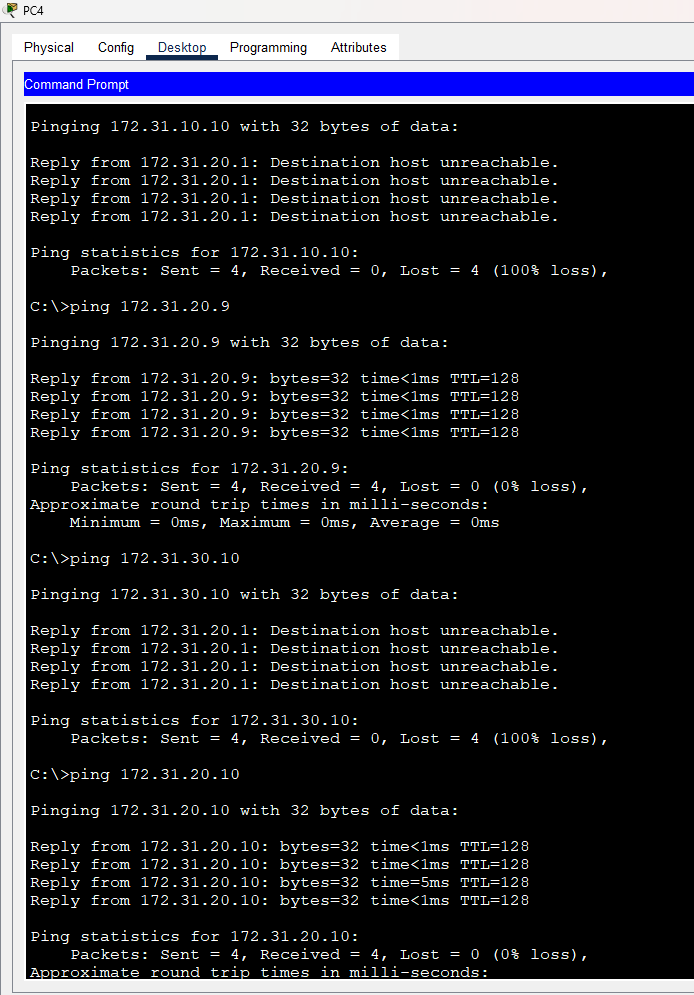 PC4
Physical Config Desktop Programming Attributes
Command Prompt
Pinging 172.31.10.10 with 32 bytes of data:
Reply from 172.31.20.1: Destination host unreachable.
Reply from 172.31.20.1: Destination host unreachable.
Reply from 172.31.20.1: Destination host unreachable.
Reply from 172.31.20.1: Destination host unreachable.
Ping statistics for 172.31.10.10:
    Packets: Sent = 4, Received = 0, Lost = 4 (100% loss),
C:\>ping 172.31.20.9
Pinging 172.31.20.9 with 32 bytes of data:
Reply from 172.31.20.9: bytes=32 time<1ms TTL=128
Reply from 172.31.20.9: bytes=32 time<1ms TTL=128
Reply from 172.31.20.9: bytes=32 time<1ms TTL=128
Reply from 172.31.20.9: bytes=32 time<1ms TTL=128
Ping statistics for 172.31.20.9:
    Packets: Sent = 4, Received = 4, Lost = 0 (0% loss),
Approximate round trip times in milli-seconds:
    Minimum = 0ms, Maximum = 0ms, Average = 0ms
C:\>ping 172.31.30.10
Pinging 172.31.30.10 with 32 bytes of data:
Reply from 172.31.20.1: Destination host unreachable.
Reply from 172.31.20.1: Destination host unreachable.
Reply from 172.31.20.1: Destination host unreachable.
Reply from 172.31.20.1: Destination host unreachable.
Ping statistics for 172.31.30.10:
    Packets: Sent = 4, Received = 0, Lost = 4 (100% loss),
C:\>ping 172.31.20.10
Pinging 172.31.20.10 with 32 bytes of data:
Reply from 172.31.20.10: bytes=32 time<1ms TTL=128
Reply from 172.31.20.10: bytes=32 time<1ms TTL=128
Reply from 172.31.20.10: bytes=32 time=5ms TTL=128
Reply from 172.31.20.10: bytes=32 time<1ms TTL=128
Ping statistics for 172.31.20.10:
    Packets: Sent = 4, Received = 4, Lost = 0 (0% loss),
Approximate round trip times in milli-seconds: